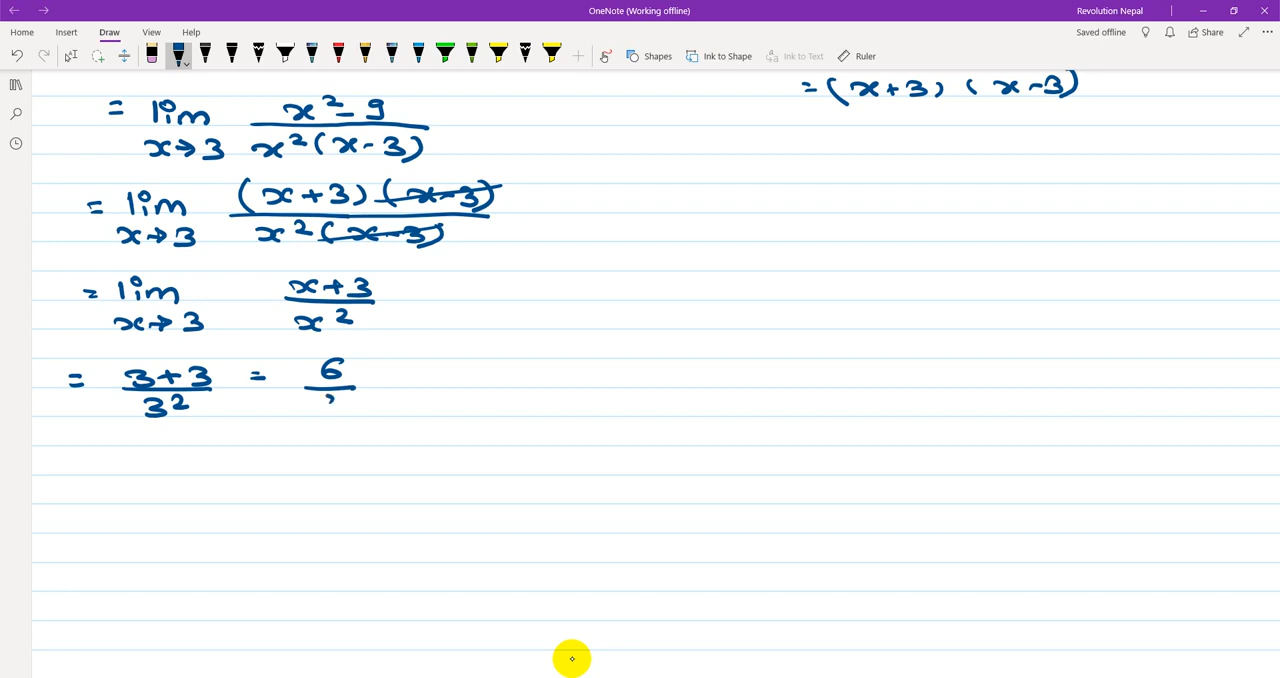 OneNote (Working offline)
Revolution Nepal
Home Insert Draw View Help
Saved offline Share
Shapes Ink to Shape Ink to Text Ruler
= (x+3) (x-3)
= lim x→3 x²-9 / x²(x-3)
= lim x→3 (x+3)(x-3) / x²(x-3)
= lim x→3 x+3 / x²
= 3+3 / 3² = 6 /